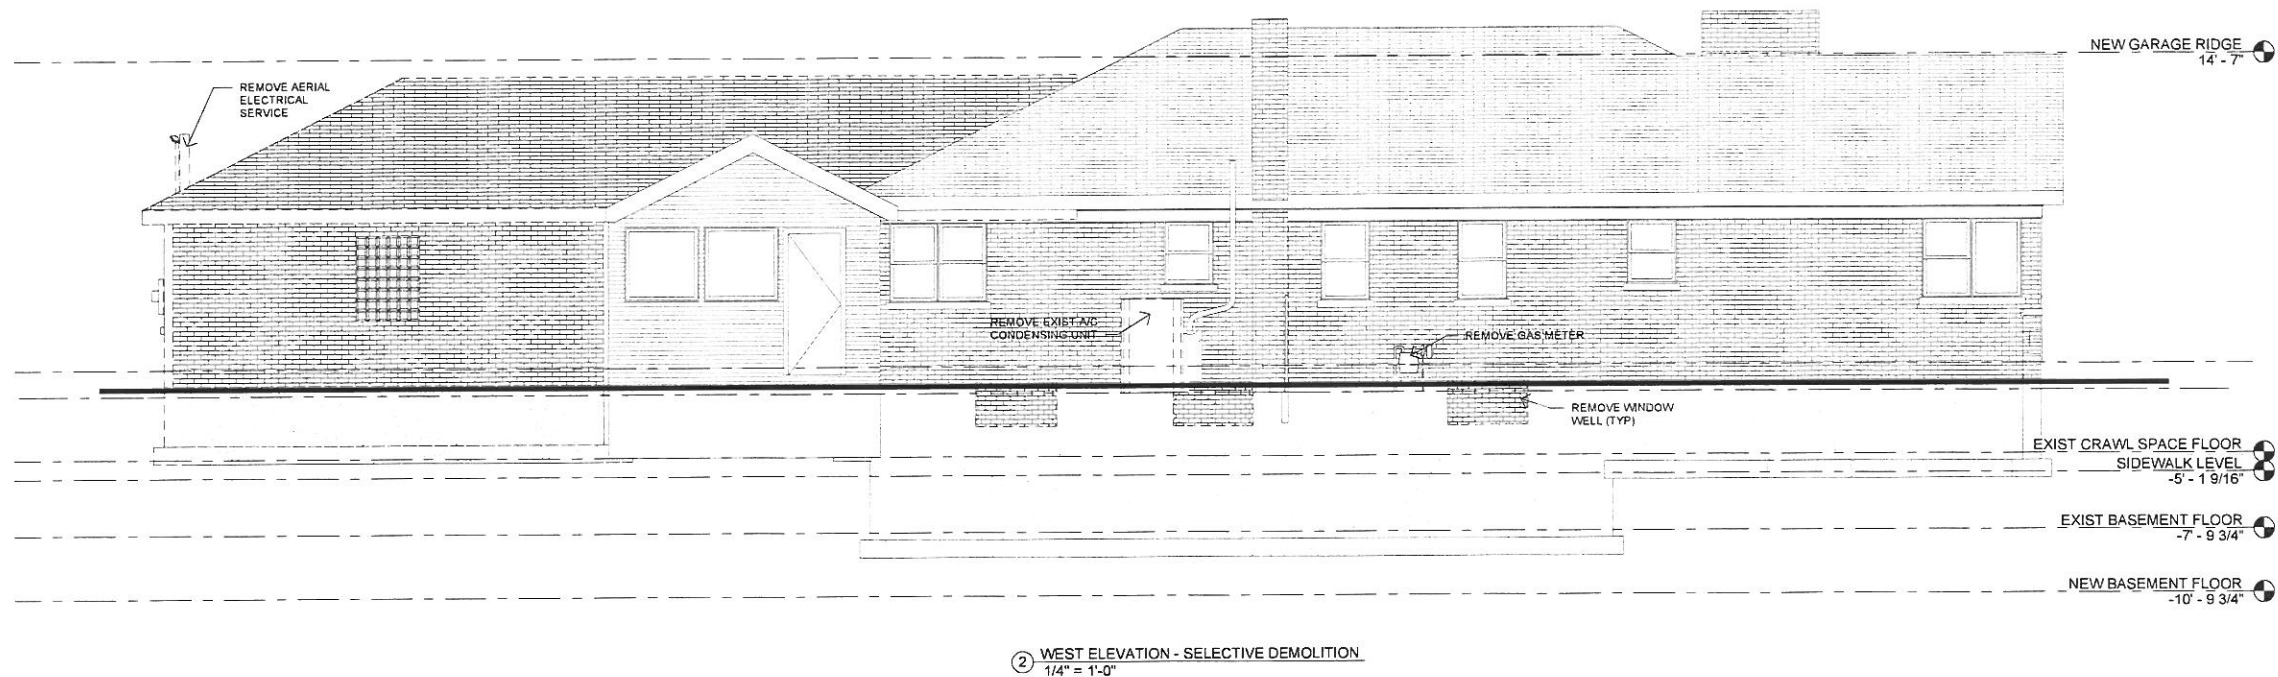 NEW GARAGE RIDGE
14' - 7"
REMOVE AERIAL
ELECTRICAL
SERVICE
REMOVE EXIST A/C
CONDENSING UNIT
REMOVE GAS METER
REMOVE WINDOW
WELL (TYP)
EXIST CRAWL SPACE FLOOR
SIDEWALK LEVEL
-5' - 1 9/16"
EXIST BASEMENT FLOOR
-7' - 9 3/4"
NEW BASEMENT FLOOR
-10' - 9 3/4"
2 WEST ELEVATION - SELECTIVE DEMOLITION
1/4" = 1'-0"